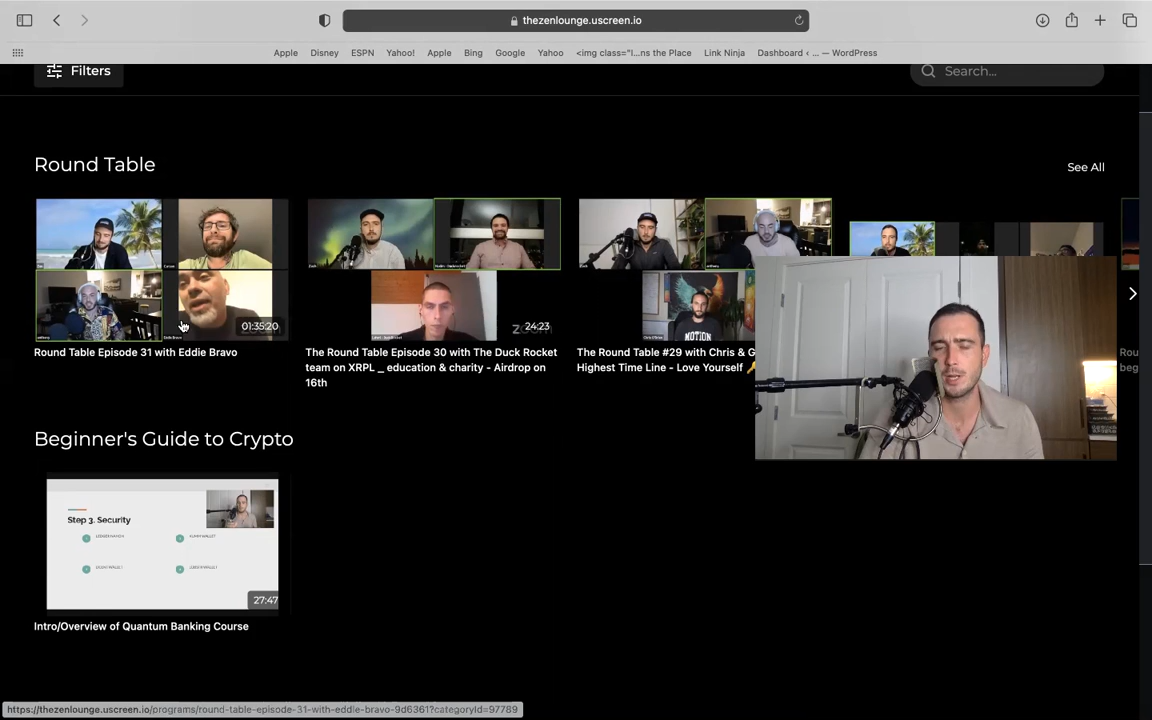 thezenlounge.uscreen.io
Apple Disney ESPN Yahoo! Apple Bing Google Yahoo <img class="l...ns the Place Link Ninja Dashboard ‹ ... — WordPress
Filters
Search...
Round Table
See All
01:35:20
24:23
NOTION
Round Table Episode 31 with Eddie Bravo
The Round Table Episode 30 with The Duck Rocket
team on XRPL _ education & charity - Airdrop on
16th
The Round Table #29 with Chris & G
Highest Time Line - Love Yourself 🔑
Rou
beg
Beginner's Guide to Crypto
Step 3. Security
27:47
Intro/Overview of Quantum Banking Course
https://thezenlounge.uscreen.io/programs/round-table-episode-31-with-eddie-bravo-9d6361?categoryId=97789